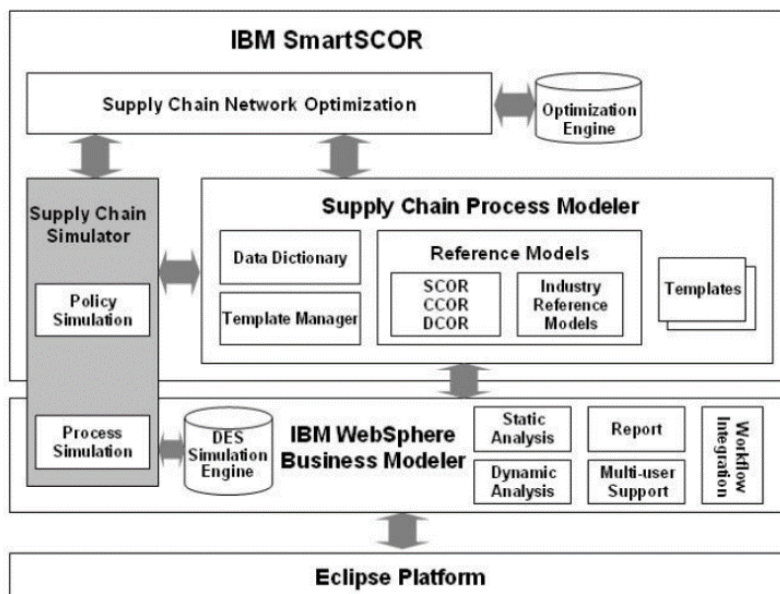 IBM SmartSCOR
Supply Chain Network Optimization
Optimization
Engine
Supply Chain
Simulator
Policy
Simulation
Process
Simulation
Supply Chain Process Modeler
Data Dictionary
Template Manager
Reference Models
SCOR
CCOR
DCOR
Industry
Reference
Models
Templates
DES
Simulation
Engine
IBM WebSphere
Business Modeler
Static
Analysis
Report
Dynamic
Analysis
Multi-user
Support
Workflow
Integration
Eclipse Platform